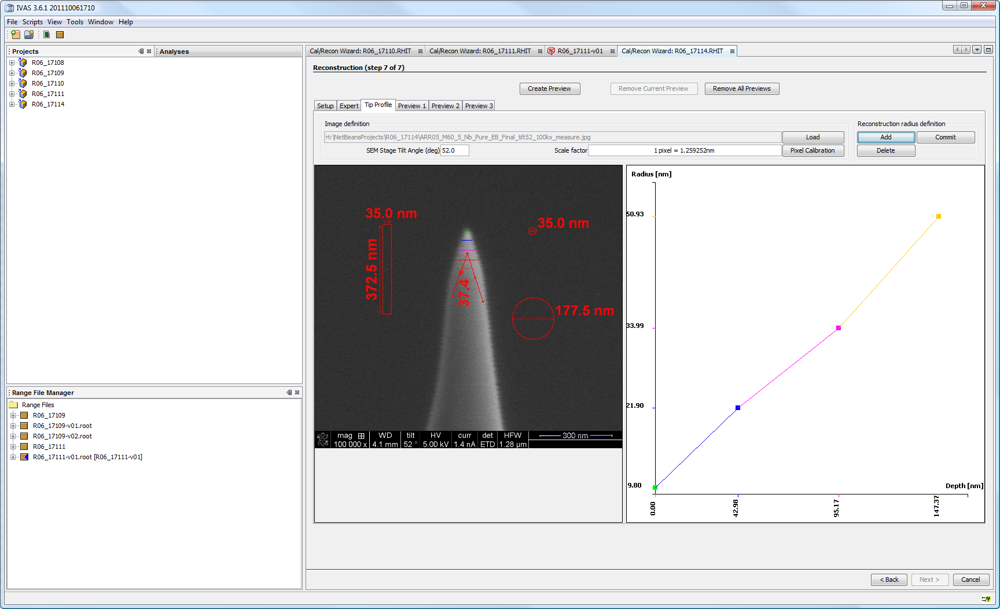 IVAS 3.6.1 201110061710
File Scripts View Tools Window Help
Projects
Analyses
R06_17108
R06_17109
R06_17110
R06_17111
R06_17114
Range File Manager
Range Files
R06_17109
R06_17109-v01.root
R06_17109-v02.root
R06_17111
R06_17111-v01.root [R06_17111-v01]
Cal/Recon Wizard: R06_17110.RHIT
Cal/Recon Wizard: R06_17111.RHIT
R06_17111-v01
Cal/Recon Wizard: R06_17114.RHIT
Reconstruction (step 7 of 7)
Create Preview
Remove Current Preview
Remove All Previews
Setup
Expert
Tip Profile
Preview 1
Preview 2
Preview 3
Image definition
H:\NetBeansProjects\R06_17114\ARR05_M60_5_Nb_Pure_EB_Final_tilt52_100kx_measure.jpg
Load
SEM Stage Tilt Angle (deg) 52.0
Scale factor
1 pixel = 1.259252nm
Pixel Calibration
Reconstruction radius definition
Add
Commit
Delete
35.0 nm
372.5 nm
35.0 nm
37.4
177.5 nm
mag WD tilt HV curr det HFW
100 000 x 4.1 mm 52 ° 5.00 kV 1.4 nA ETD 1.28 µm
300 nm
Radius [nm]
50.93
33.99
21.90
9.80
Depth [nm]
0.00
42.98
95.17
147.37
< Back
Next >
Cancel